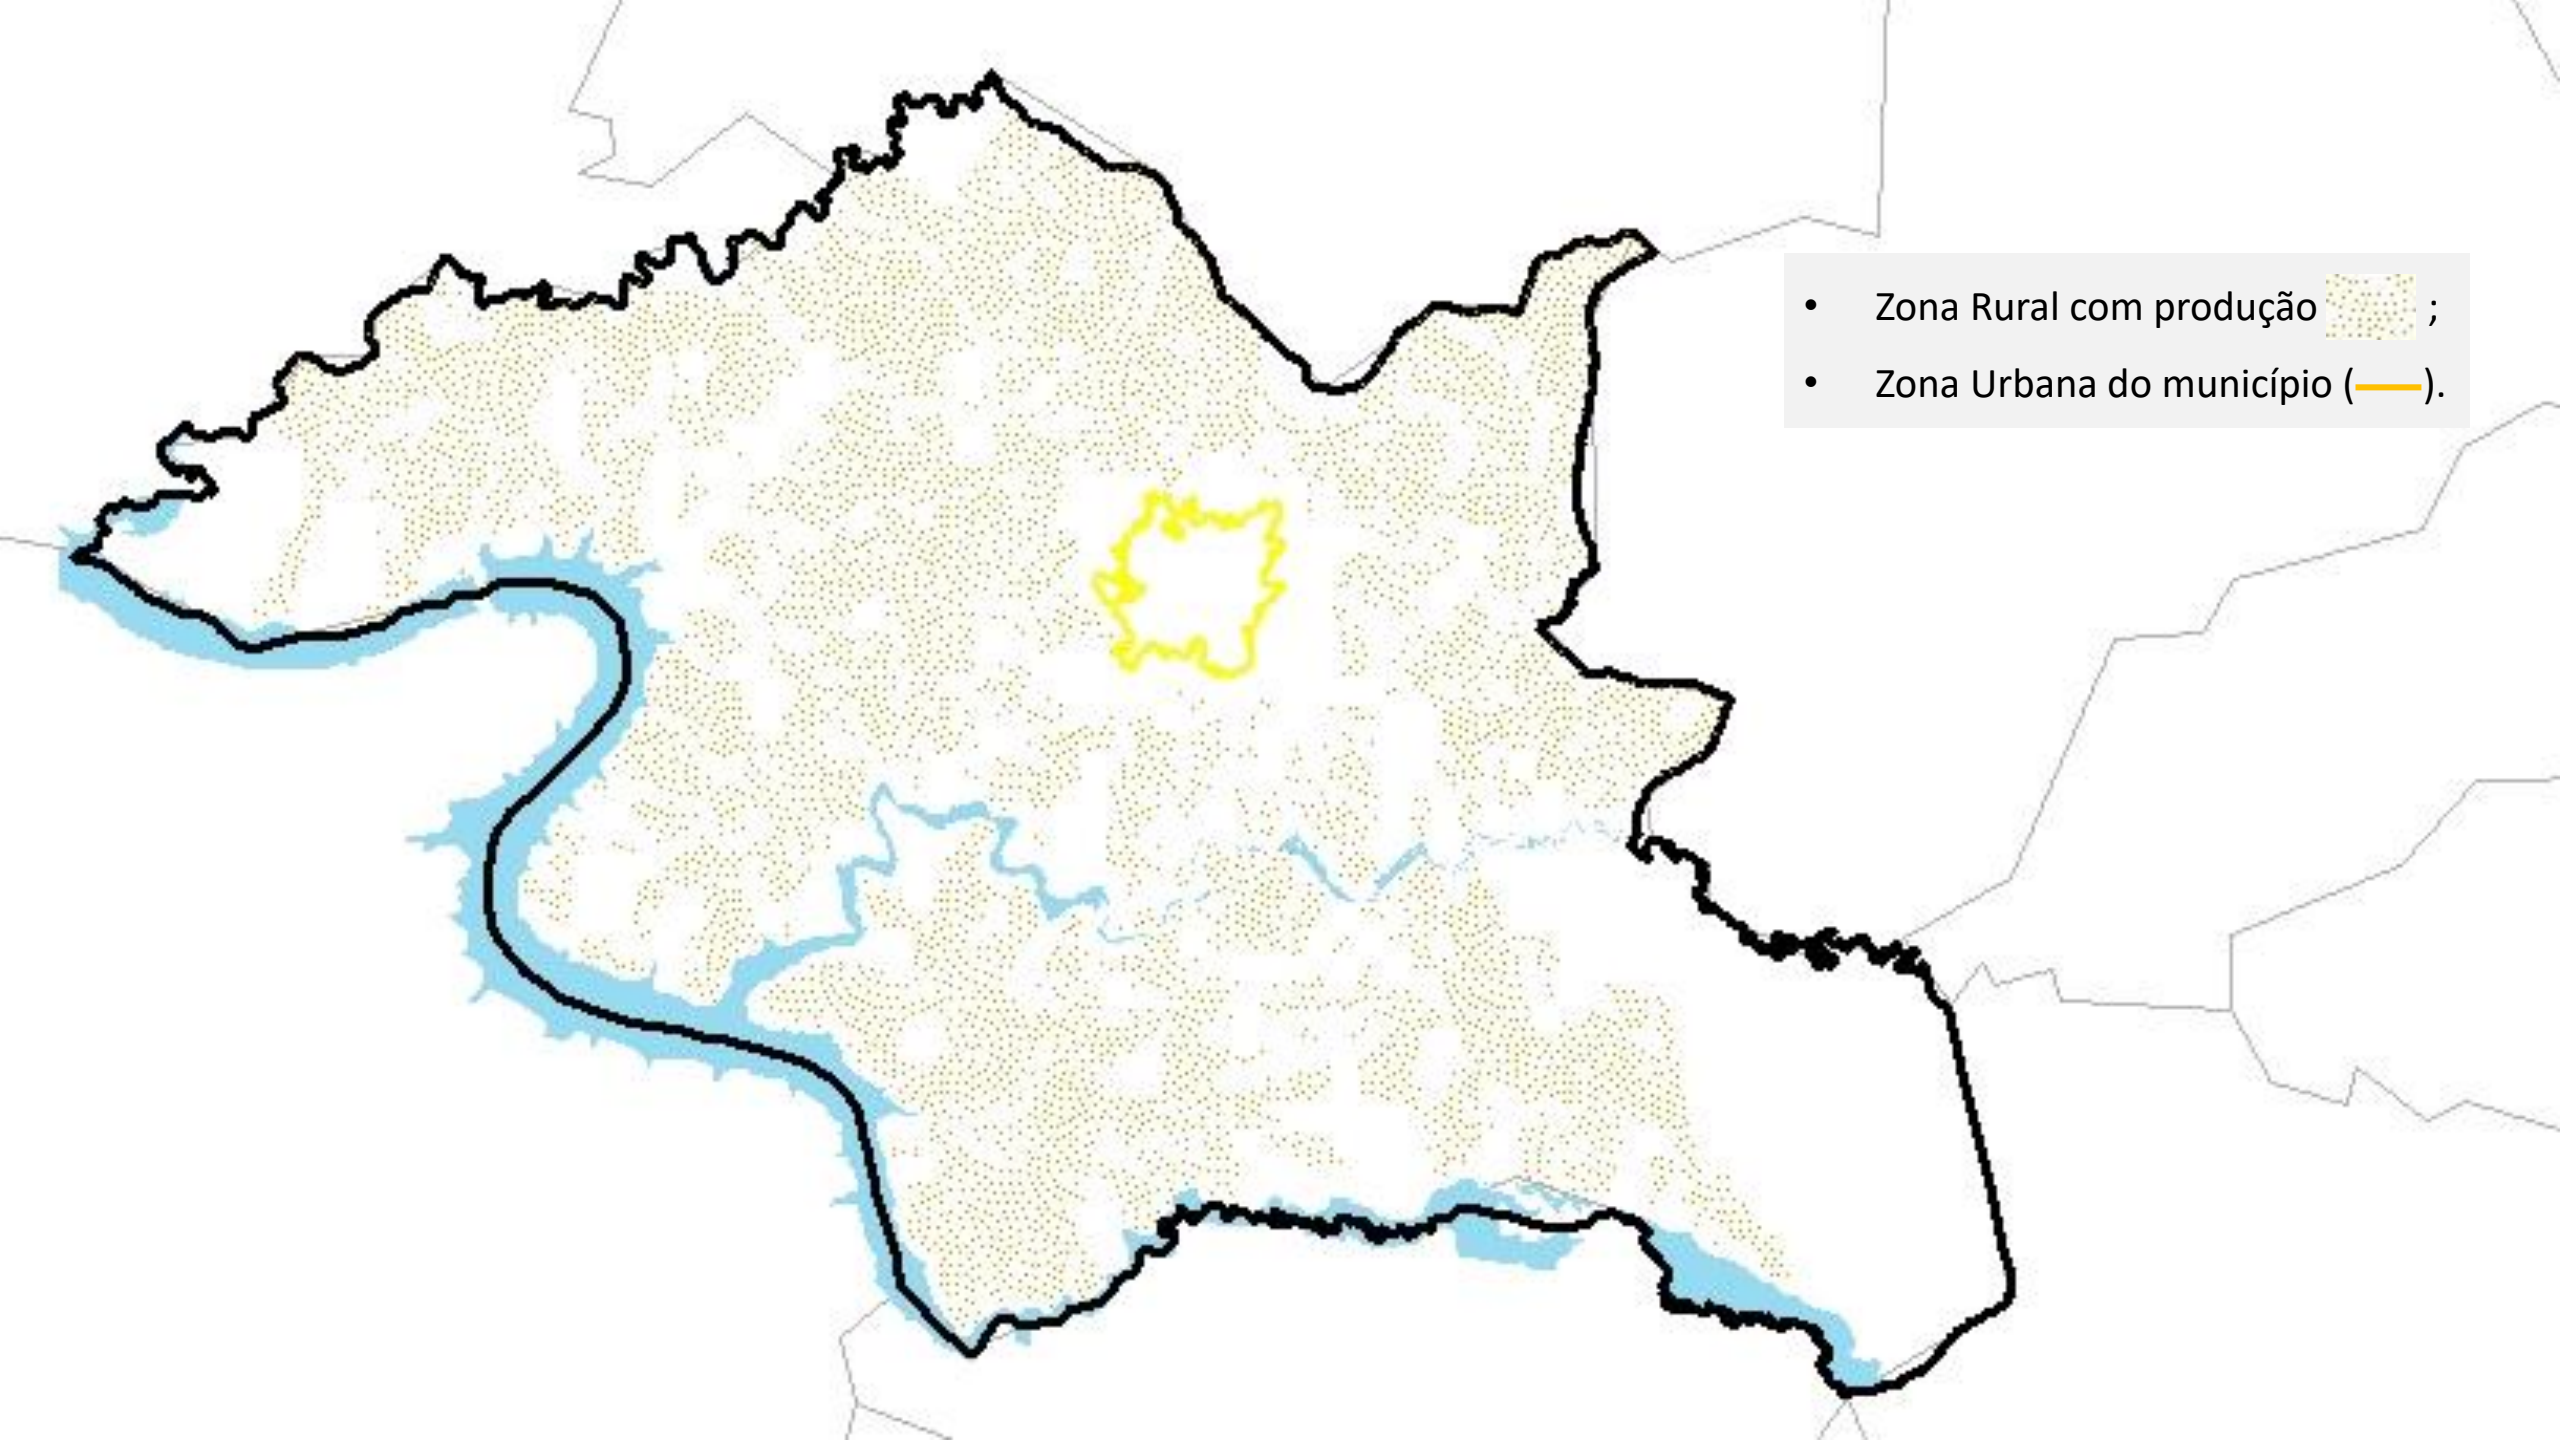 • Zona Rural com produção ;
• Zona Urbana do município ( ).